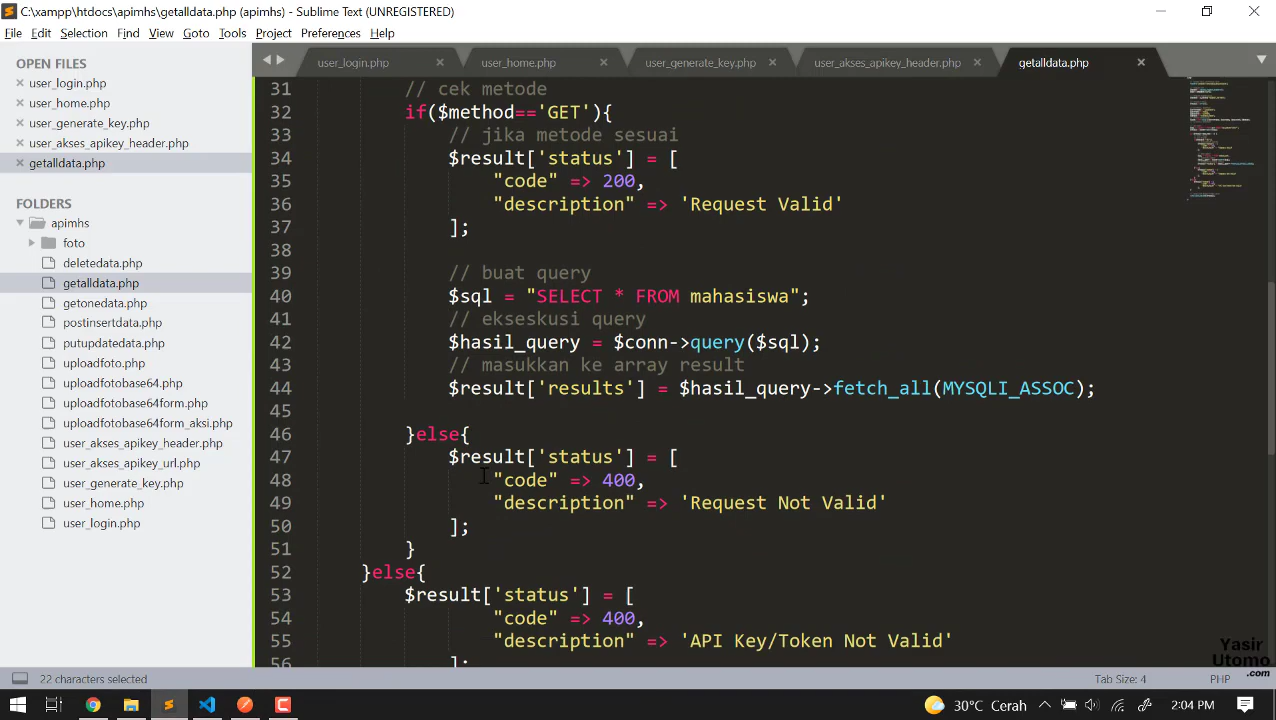 C:\xampp\htdocs\apimhs\getalldata.php (apimhs) - Sublime Text (UNREGISTERED)
File Edit Selection Find View Goto Tools Project Preferences Help
OPEN FILES
user_login.php
user_home.php
user_generate_key.php
user_akses_apikey_header.php
getalldata.php
FOLDERS
apimhs
foto
deletedata.php
getalldata.php
getonedata.php
postinsertdata.php
putupdatedata.php
uploadfoto.php
uploadfotobase64.php
uploadfotobase64form.php
uploadfotobase64form_aksi.php
user_akses_apikey_header.php
user_akses_apikey_url.php
user_generate_key.php
user_home.php
user_login.php
user_login.php user_home.php user_generate_key.php user_akses_apikey_header.php getalldata.php
31 // cek metode
32 if($method=='GET'){
33 // jika metode sesuai
34 $result['status'] = [
35 "code" => 200,
36 "description" => 'Request Valid'
37 ];
38
39 // buat query
40 $sql = "SELECT * FROM mahasiswa";
41 // ekseskusi query
42 $hasil_query = $conn->query($sql);
43 // masukkan ke array result
44 $result['results'] = $hasil_query->fetch_all(MYSQLI_ASSOC);
45
46 }else{
47 $result['status'] = [
48 "code" => 400,
49 "description" => 'Request Not Valid'
50 ];
51 }
52 }else{
53 $result['status'] = [
54 "code" => 400,
55 "description" => 'API Key/Token Not Valid'
56 ];
Yasir
Utomo
.com
22 characters selected Tab Size: 4 PHP
30°C Cerah 2:04 PM